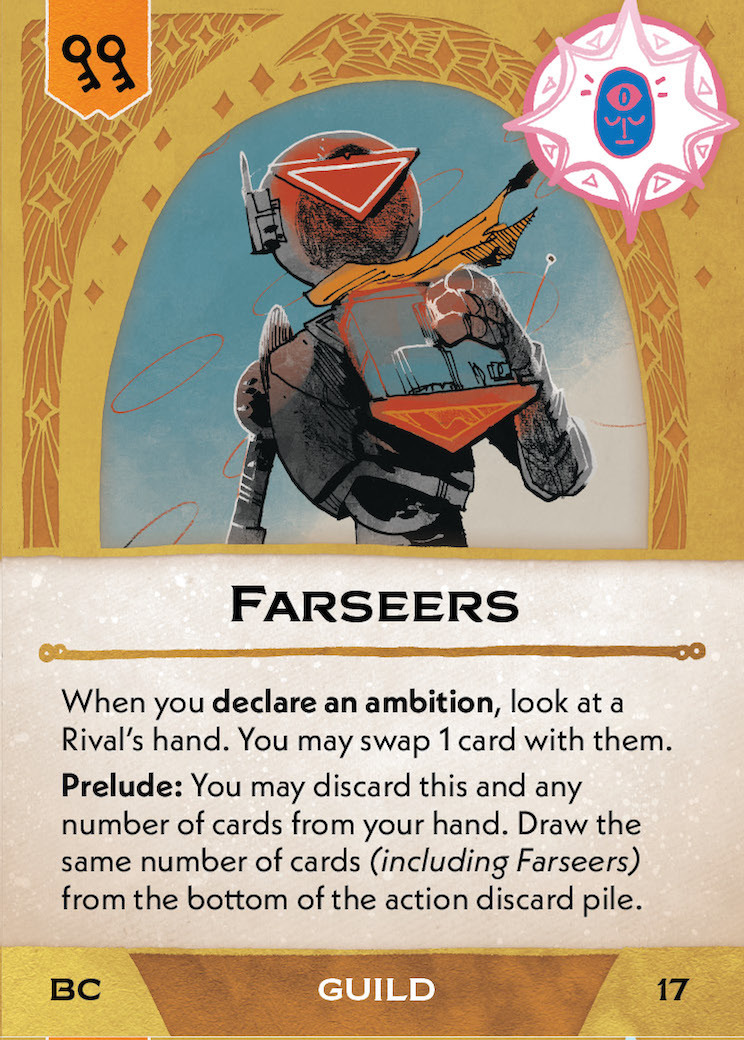 Farseers
When you declare an ambition, look at a
Rival’s hand. You may swap 1 card with them.
Prelude: You may discard this and any
number of cards from your hand. Draw the
same number of cards (including Farseers)
from the bottom of the action discard pile.
BC GUILD 17